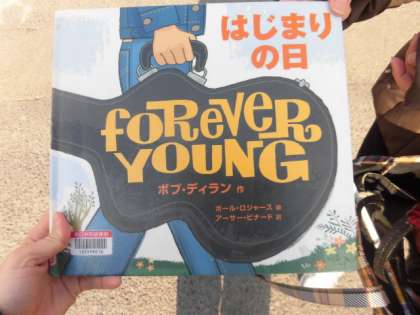 はじまり
の日
FOREVER
YOUNG
ボブ・ディラン 作
ポール・ロジャース 絵
アーサー・ビナード 訳